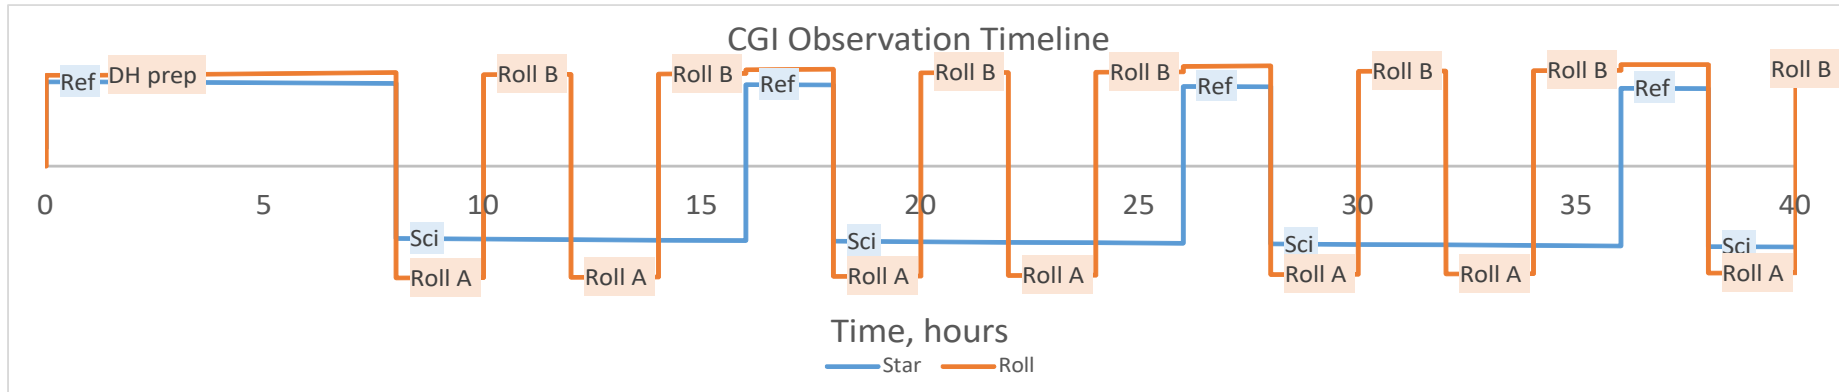 CGI Observation Timeline
Ref DH prep Roll B Roll B Ref Roll B Roll B Ref Roll B Roll B Ref Roll B
0 5 10 15 20 25 30 35 40
Sci Sci Sci Sci
Roll A Roll A Roll A Roll A Roll A Roll A Roll A
Time, hours
Star Roll